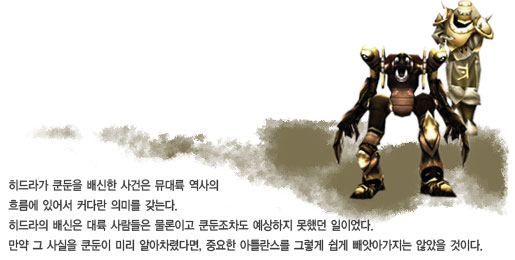 히드라가 쿤둔을 배신한 사건은 뮤대륙 역사의
흐름에 있어서 커다란 의미를 갖는다.
히드라의 배신은 대륙 사람들은 물론이고 쿤둔조차도 예상하지 못했던 일이었다.
만약 그 사실을 쿤둔이 미리 알아차렸다면, 중요한 아틀란스를 그렇게 쉽게 빼앗아가지는 않았을 것이다.